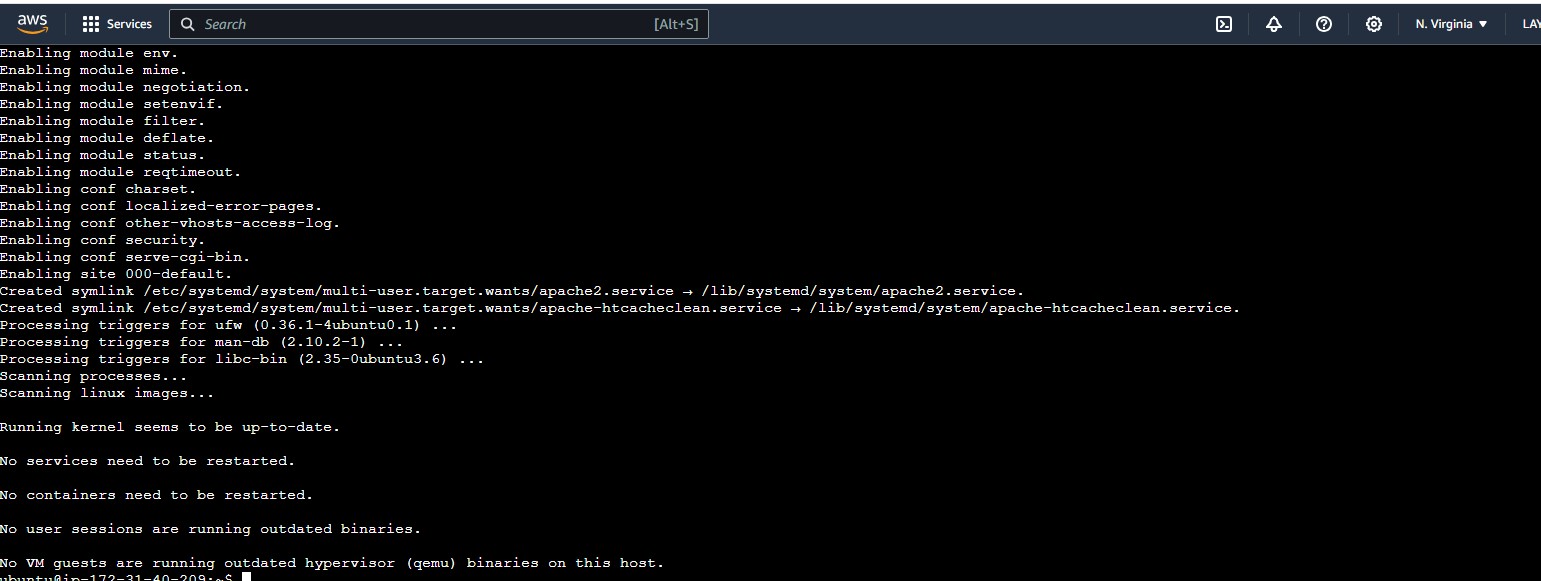 aws
Services
Search
[Alt+S]
N. Virginia
LAY
Enabling module env.
Enabling module mime.
Enabling module negotiation.
Enabling module setenvif.
Enabling module filter.
Enabling module deflate.
Enabling module status.
Enabling module reqtimeout.
Enabling conf charset.
Enabling conf localized-error-pages.
Enabling conf other-vhosts-access-log.
Enabling conf security.
Enabling conf serve-cgi-bin.
Enabling site 000-default.
Created symlink /etc/systemd/system/multi-user.target.wants/apache2.service → /lib/systemd/system/apache2.service.
Created symlink /etc/systemd/system/multi-user.target.wants/apache-htcacheclean.service → /lib/systemd/system/apache-htcacheclean.service.
Processing triggers for ufw (0.36.1-4ubuntu0.1) ...
Processing triggers for man-db (2.10.2-1) ...
Processing triggers for libc-bin (2.35-0ubuntu3.6) ...
Scanning processes...
Scanning linux images...
Running kernel seems to be up-to-date.
No services need to be restarted.
No containers need to be restarted.
No user sessions are running outdated binaries.
No VM guests are running outdated hypervisor (qemu) binaries on this host.
ubuntu@ip-172-31-40-209:~$